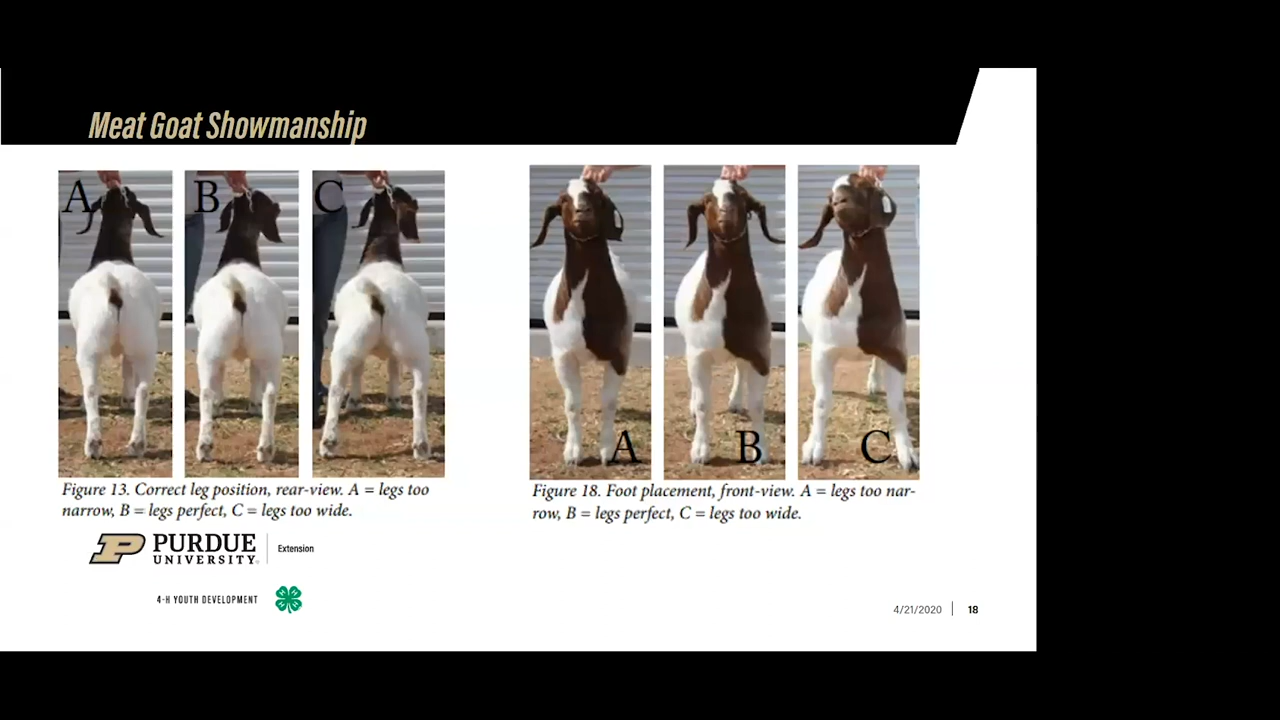 Meat Goat Showmanship
A B C
Figure 13. Correct leg position, rear-view. A = legs too
narrow, B = legs perfect, C = legs too wide.
A B C
Figure 18. Foot placement, front-view. A = legs too nar-
row, B = legs perfect, C = legs too wide.
P PURDUE
UNIVERSITY®
Extension
4-H YOUTH DEVELOPMENT
H H H H
4/21/2020 | 18